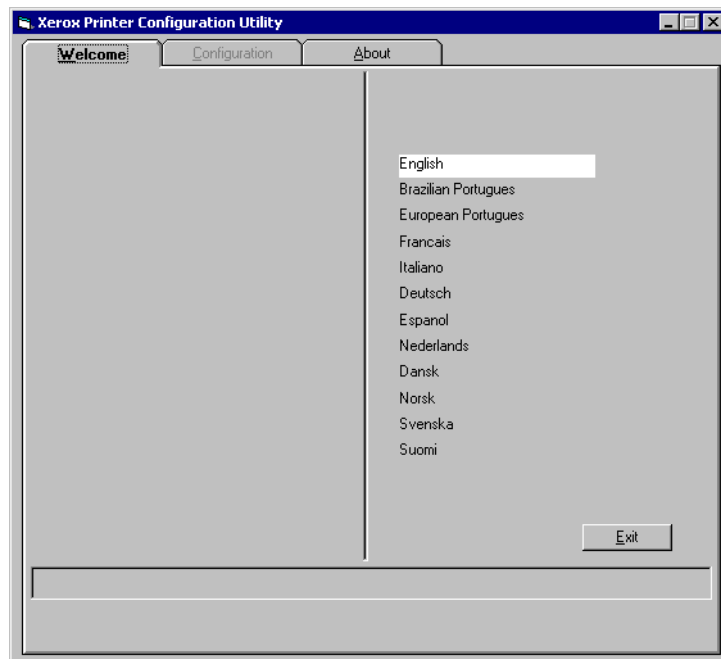 Xerox Printer Configuration Utility
Welcome Configuration About
English
Brazilian Portugues
European Portugues
Francais
Italiano
Deutsch
Espanol
Nederlands
Dansk
Norsk
Svenska
Suomi
Exit